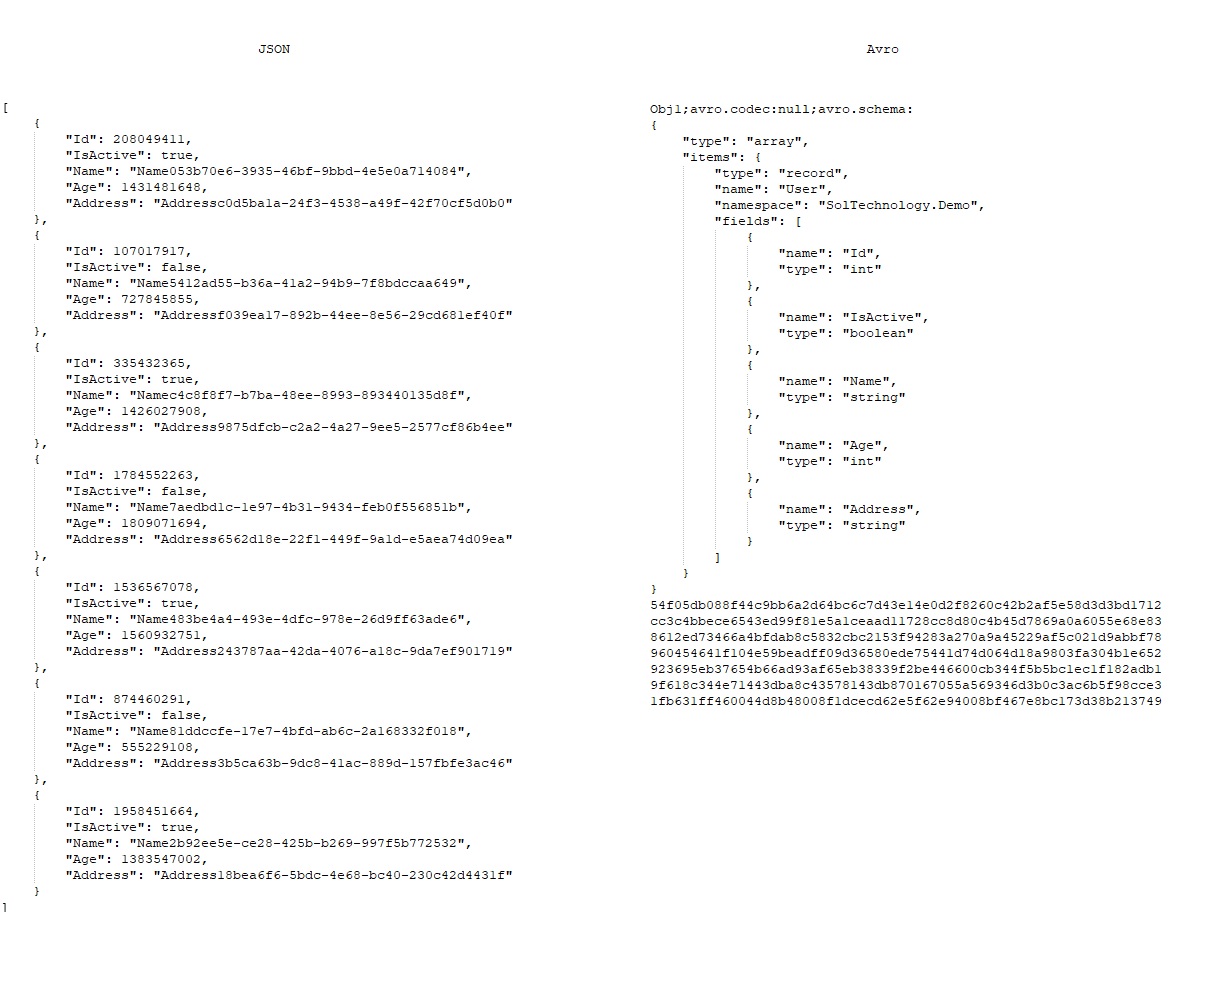 JSON
[
{
"Id": 208049411,
"IsActive": true,
"Name": "Name053b70e6-3935-46bf-9bbd-4e5e0a714084",
"Age": 1431481648,
"Address": "Addressc0d5ba1a-24f3-4538-a49f-42f70cf5d0b0"
},
{
"Id": 107017917,
"IsActive": false,
"Name": "Name5412ad55-b36a-41a2-94b9-7f8bdccaa649",
"Age": 727845855,
"Address": "Addressf039ea17-892b-44ee-8e56-29cd681ef40f"
},
{
"Id": 335432365,
"IsActive": true,
"Name": "Namec4c8f8f7-b7ba-48ee-8993-893440135d8f",
"Age": 1426027908,
"Address": "Address9875dfcb-c2a2-4a27-9ee5-2577cf86b4ee"
},
{
"Id": 1784552263,
"IsActive": false,
"Name": "Name7aedbd1c-1e97-4b31-9434-feb0f556851b",
"Age": 1809071694,
"Address": "Address6562d18e-22f1-449f-9a1d-e5aea74d09ea"
},
{
"Id": 1536567078,
"IsActive": true,
"Name": "Name483be4a4-493e-4dfc-978e-26d9ff63ade6",
"Age": 1560932751,
"Address": "Address243787aa-42da-4076-a18c-9da7ef901719"
},
{
"Id": 874460291,
"IsActive": false,
"Name": "Name81ddccfe-17e7-4bfd-ab6c-2a168332f018",
"Age": 555229108,
"Address": "Address3b5ca63b-9dc8-41ac-889d-157fbfe3ac46"
},
{
"Id": 1958451664,
"IsActive": true,
"Name": "Name2b92ee5e-ce28-425b-b269-997f5b772532",
"Age": 1383547002,
"Address": "Address18bea6f6-5bdc-4e68-bc40-230c42d4431f"
}
]
Avro
Obj1;avro.codec:null;avro.schema:
{
"type": "array",
"items": {
"type": "record",
"name": "User",
"namespace": "SolTechnology.Demo",
"fields": [
{
"name": "Id",
"type": "int"
},
{
"name": "IsActive",
"type": "boolean"
},
{
"name": "Name",
"type": "string"
},
{
"name": "Age",
"type": "int"
},
{
"name": "Address",
"type": "string"
}
]
}
}
54f05db088f44c9bb6a2d64bc6c7d43e14e0d2f8260c42b2af5e58d3d3bd1712
cc3c4bbece6543ed99f81e5a1ceaad11728cc8d80c4b45d7869a0a6055e68e83
8612ed73466a4bfdab8c5832cbc2153f94283a270a9a45229af5c021d9abbf78
960454641f104e59beadff09d36580ede75441d74d064d18a9803fa304b1e652
923695eb37654b66ad93af65eb38339f2be446600cb344f5b5bc1ec1f182adb1
9f618c344e71443dba8c43578143db870167055a569346d3b0c3ac6b5f98cce3
1fb631ff460044d8b48008f1dcecd62e5f62e94008bf467e8bc173d38b213749